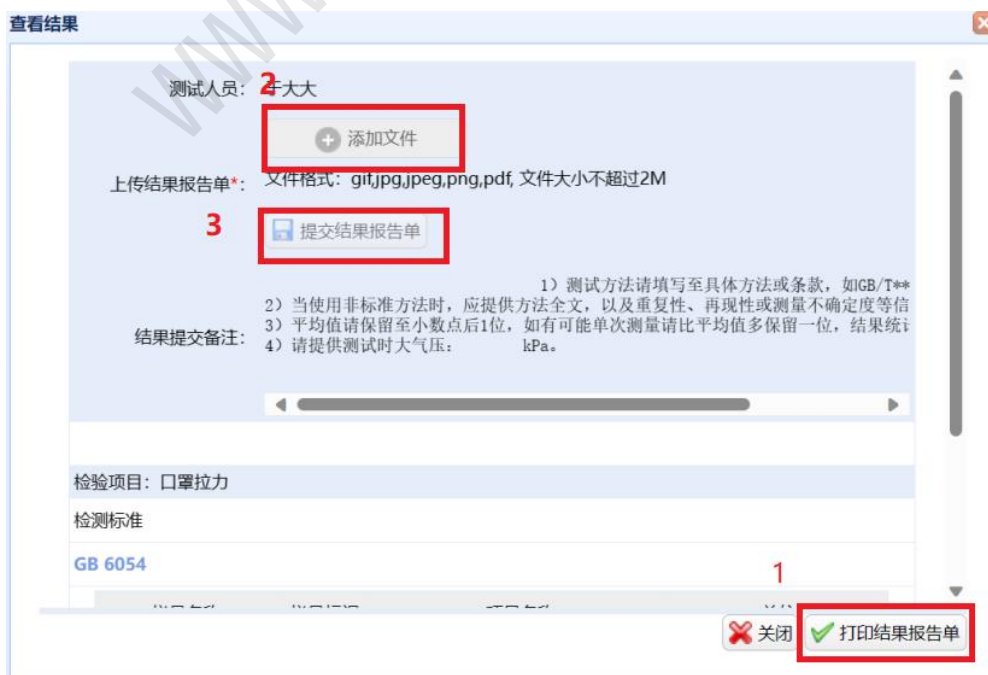 查看结果
www.
测试人员：
2
于大大
添加文件
上传结果报告单*：
文件格式：gif,jpg,jpeg,png,pdf, 文件大小不超过2M
3
提交结果报告单
结果提交备注：
1）测试方法请填写至具体方法或条款，如GB/T**
2）当使用非标准方法时，应提供方法全文，以及重复性、再现性或测量不确定度等信
3）平均值请保留至小数点后1位，如有可能单次测量请比平均值多保留一位，结果统计
4）请提供测试时大气压： kPa。
检验项目：口罩拉力
检测标准
GB 6054
1
关闭
打印结果报告单